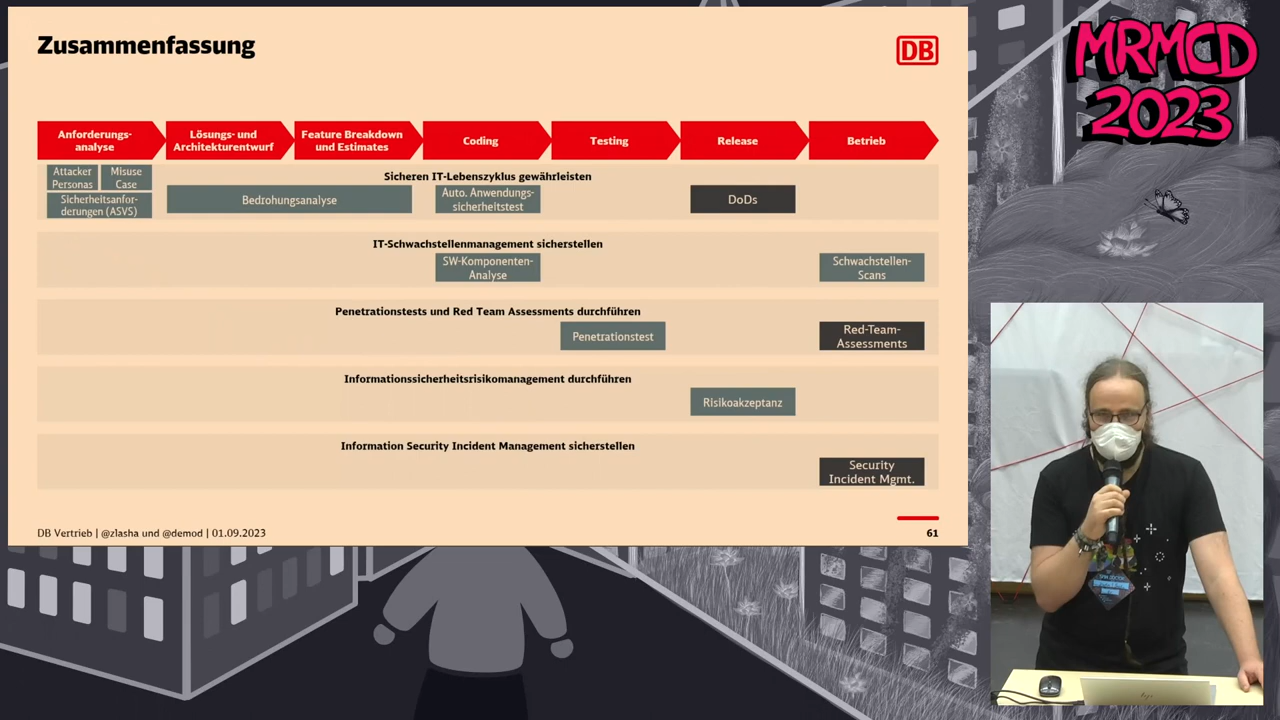 Zusammenfassung
DB
MRMCD
2023
Anforderungs-
analyse
Lösungs- und
Architekturentwurf
Feature Breakdown
und Estimates
Coding
Testing
Release
Betrieb
Sicheren IT-Lebenszyklus gewährleisten
Attacker
Personas
Misuse
Case
Sicherheitsanfor-
derungen (ASVS)
Bedrohungsanalyse
Auto. Anwendungs-
sicherheitstest
DoDs
IT-Schwachstellenmanagement sicherstellen
SW-Komponenten-
Analyse
Schwachstellen-
Scans
Penetrationstests und Red Team Assessments durchführen
Penetrationstest
Red-Team-
Assessments
Informationssicherheitsrisikomanagement durchführen
Risikoakzeptanz
Information Security Incident Management sicherstellen
Security
Incident Mgmt.
DB Vertrieb | @zlasha und @demod | 01.09.2023
61